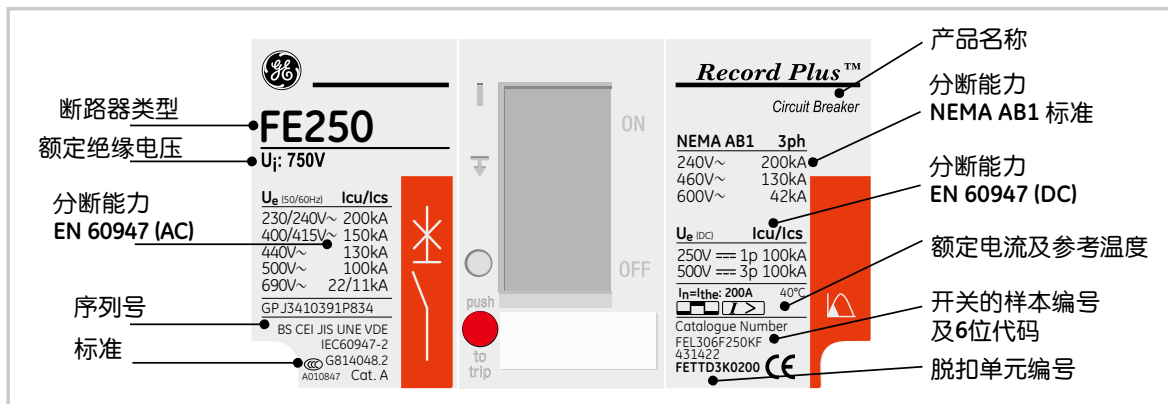 断路器类型
额定绝缘电压
分断能力
EN 60947 (AC)
序列号
标准
FE250
Ui: 750V
Ue (50/60Hz) Icu/Ics
230/240V~ 200kA
400/415V~ 150kA
440V~ 130kA
500V~ 100kA
690V~ 22/11kA
GPJ3410391P834
BS CEI JIS UNE VDE
IEC60947-2
CCC G814048.2
A010847 Cat. A
ON
OFF
push
to
trip
Record Plus™
Circuit Breaker
NEMA AB1 3ph
240V~ 200kA
460V~ 130kA
600V~ 42kA
Ue (DC) Icu/Ics
250V ⎓ 1p 100kA
500V ⎓ 3p 100kA
In=Ithe: 200A 40°C
I >
Catalogue Number
FEL306F250KF
431422
FETTD3K0200 CE
产品名称
分断能力
NEMA AB1 标准
分断能力
EN 60947 (DC)
额定电流及参考温度
开关的样本编号
及6位代码
脱扣单元编号